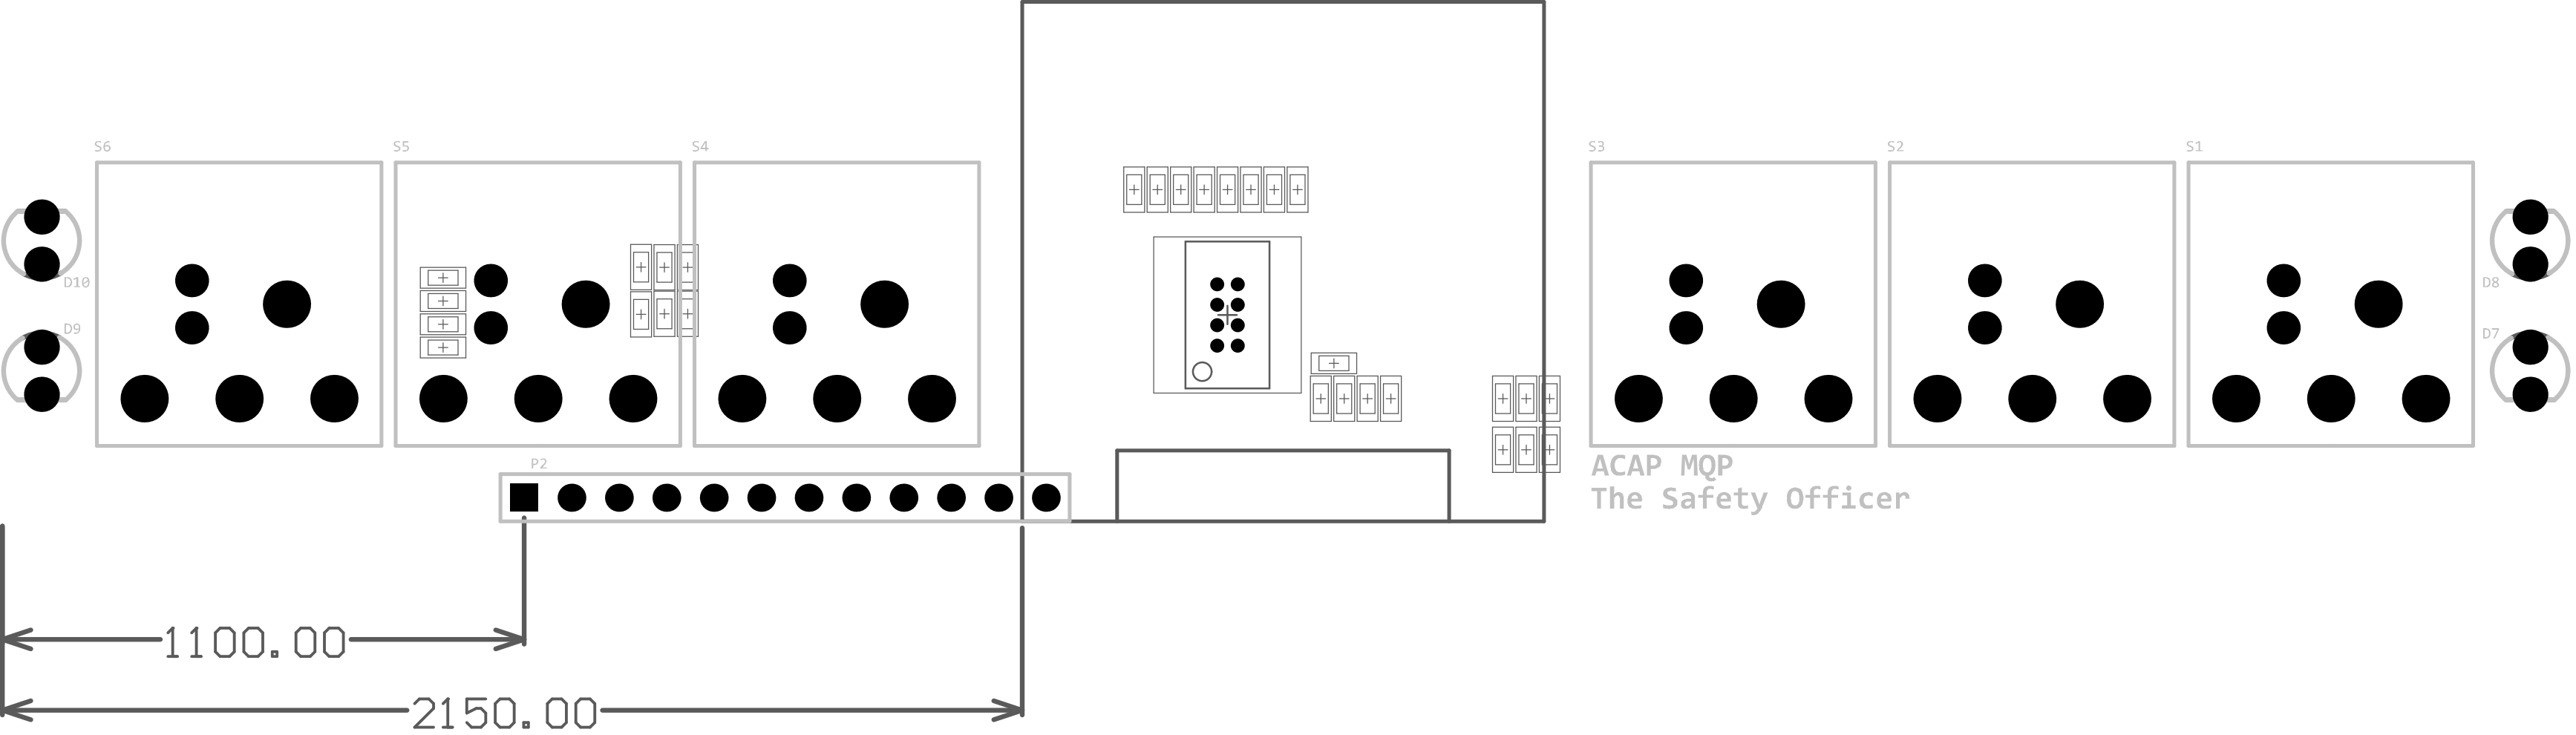 S6
S5
S4
S3
S2
S1
D10
D8
D9
D7
P2
ACAP MQP
The Safety Officer
1100.00
2150.00